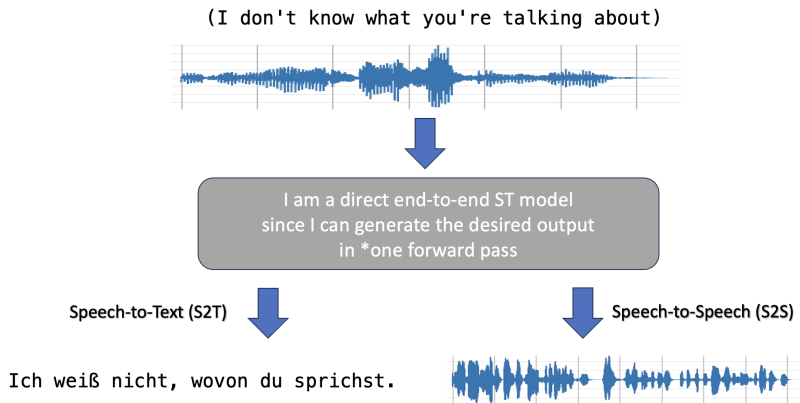 (I don't know what you're talking about)
I am a direct end-to-end ST model
since I can generate the desired output
in *one forward pass
Speech-to-Text (S2T)
Speech-to-Speech (S2S)
Ich weiß nicht, wovon du sprichst.